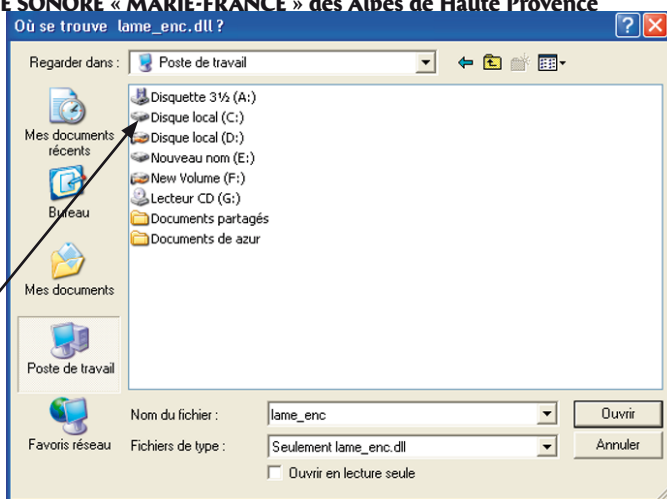 E SONORE « MARIE-FRANCE » des Alpes de Haute Provence
Où se trouve lame_enc.dll ?
Regarder dans :
Poste de travail
Mes documents
récents
Bureau
Mes documents
Poste de travail
Favoris réseau
Disquette 3½ (A:)
Disque local (C:)
Disque local (D:)
Nouveau nom (E:)
New Volume (F:)
Lecteur CD (G:)
Documents partagés
Documents de azur
Nom du fichier :
lame_enc
Ouvrir
Fichiers de type :
Seulement lame_enc.dll
Annuler
Ouvrir en lecture seule